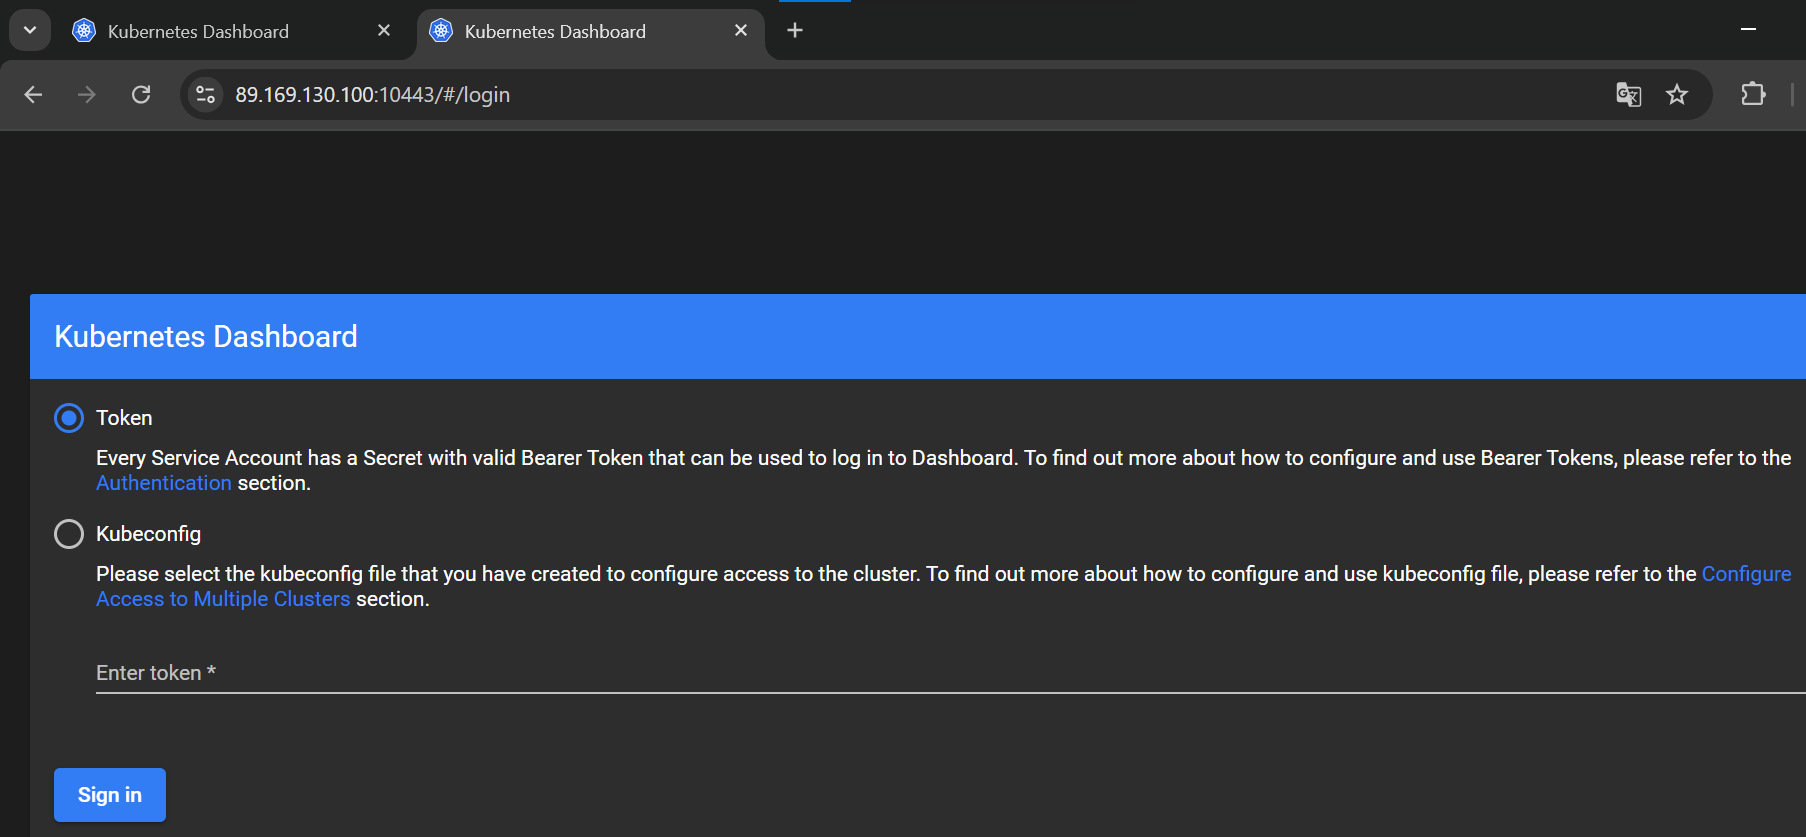 Kubernetes Dashboard
Kubernetes Dashboard
89.169.130.100:10443/#/login
Kubernetes Dashboard
Token
Every Service Account has a Secret with valid Bearer Token that can be used to log in to Dashboard. To find out more about how to configure and use Bearer Tokens, please refer to the
Authentication section.
Kubeconfig
Please select the kubeconfig file that you have created to configure access to the cluster. To find out more about how to configure and use kubeconfig file, please refer to the Configure
Access to Multiple Clusters section.
Enter token *
Sign in